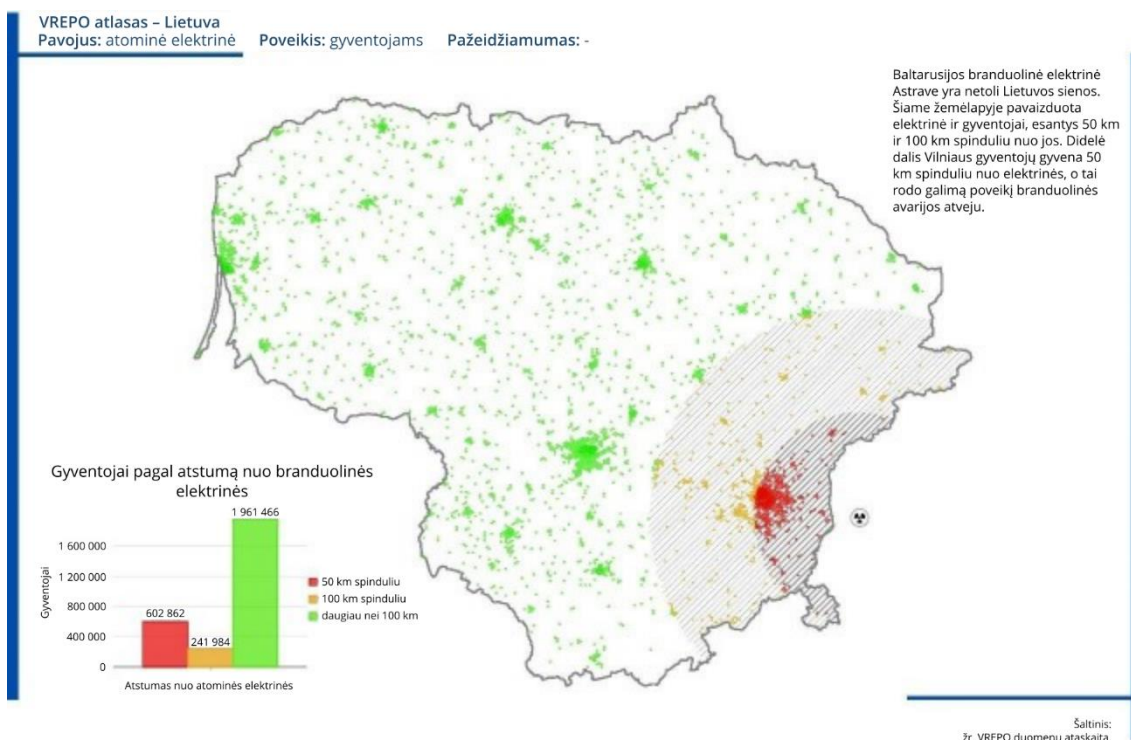 VREPO atlasas – Lietuva
Pavojus: atominė elektrinė Poveikis: gyventojams Pažeidžiamumas: -
Baltarusijos branduolinė elektrinė
Astrave yra netoli Lietuvos sienos.
Šiame žemėlapyje pavaizduota
elektrinė ir gyventojai, esantys 50 km
ir 100 km spinduliu nuo jos. Didelė
dalis Vilniaus gyventojų gyvena 50
km spinduliu nuo elektrinės, o tai
rodo galimą poveikį branduolinės
avarijos atveju.
Gyventojai pagal atstumą nuo branduolinės
elektrinės
1 961 466
1 600 000
1 200 000
800 000
400 000
0
Gyventojai
602 862
241 984
50 km spinduliu
100 km spinduliu
daugiau nei 100 km
Atstumas nuo atominės elektrinės
Šaltinis:
žr. VREPO duomenų ataskaitą